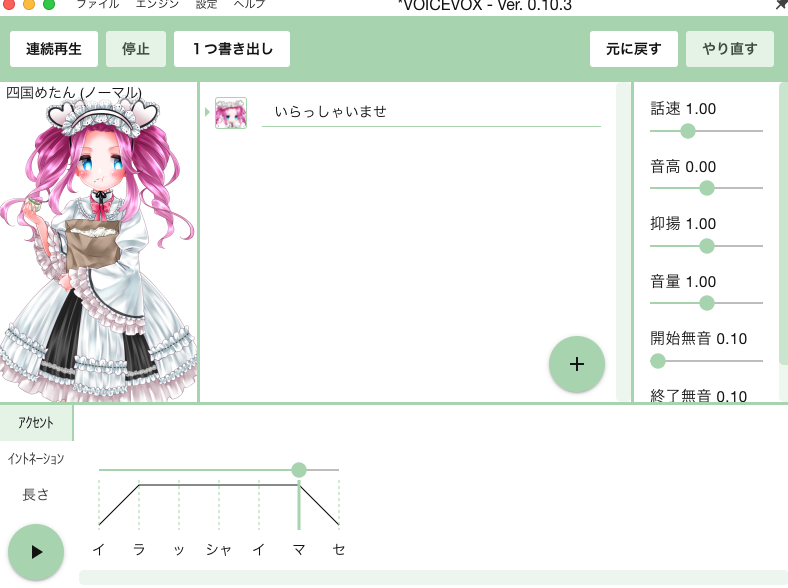 ファイル エンジン 設定 ヘルプ *VOICEVOX - Ver. 0.10.3
連続再生 停止 1つ書き出し 元に戻す やり直す
四国めたん (ノーマル)
いらっしゃいませ
話速 1.00
音高 0.00
抑揚 1.00
音量 1.00
開始無音 0.10
終了無音 0.10
+
アクセント
イントネーション
長さ
イ ラ ッ シャ イ マ セ